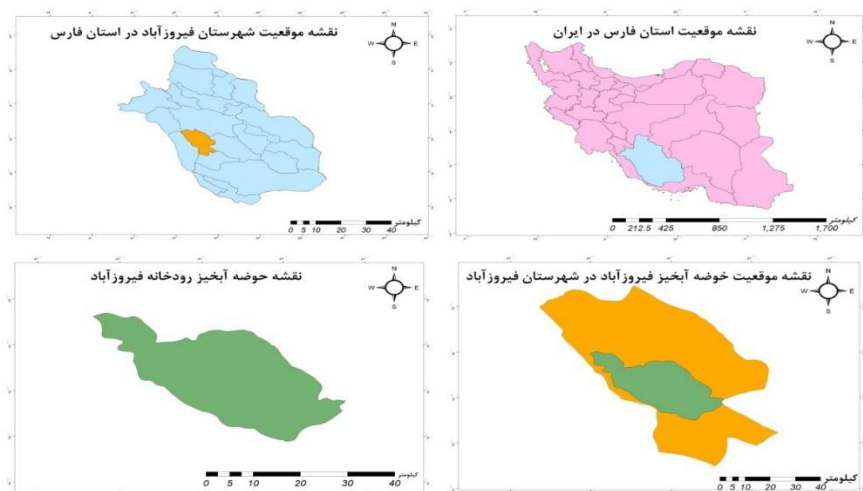 نقشه موقعیت استان فارس در ایران
N
W E
S
کیلومتر
0 212.5 425 850 1,275 1,700
نقشه موقعیت شهرستان فیروزآباد در استان فارس
N
W E
S
کیلومتر
0 5 10 20 30 40
نقشه موقعیت خوضه آبخیز فیروزآباد در شهرستان فیروزآباد
N
W E
S
کیلومتر
0 5 10 20 30 40
نقشه حوضه آبخیز رودخانه فیروزآباد
N
W E
S
کیلومتر
0 5 10 20 30 40